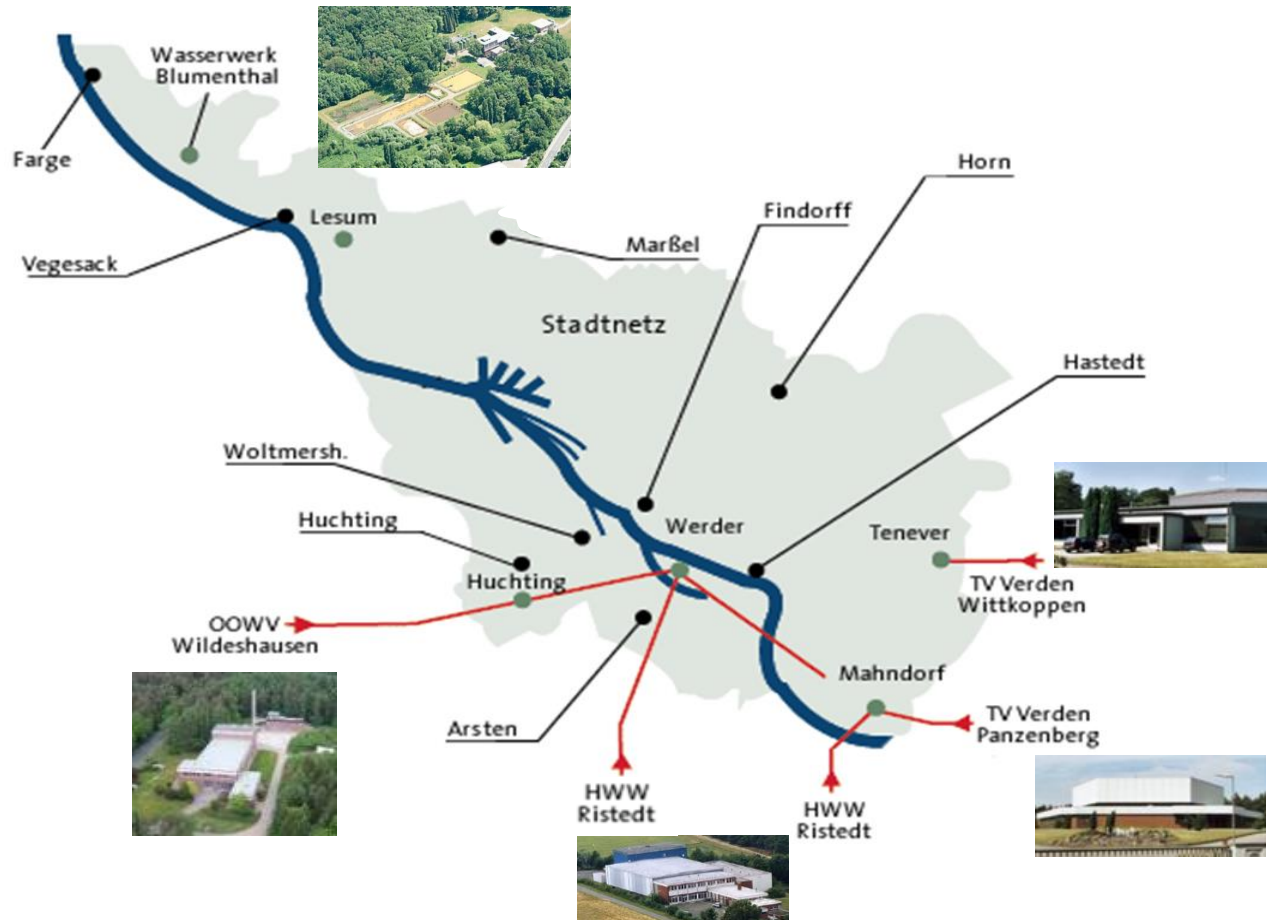 Wasserwerk
Blumenthal
Farge
Horn
Findorff
Lesum
Marßel
Vegesack
Stadtnetz
Hastedt
Woltmersh.
Huchting
Werder
Tenever
Huchting
TV Verden
Wittkoppen
OOWV
Wildeshausen
Mahndorf
Arsten
TV Verden
Panzenberg
HWW
Ristedt
HWW
Ristedt